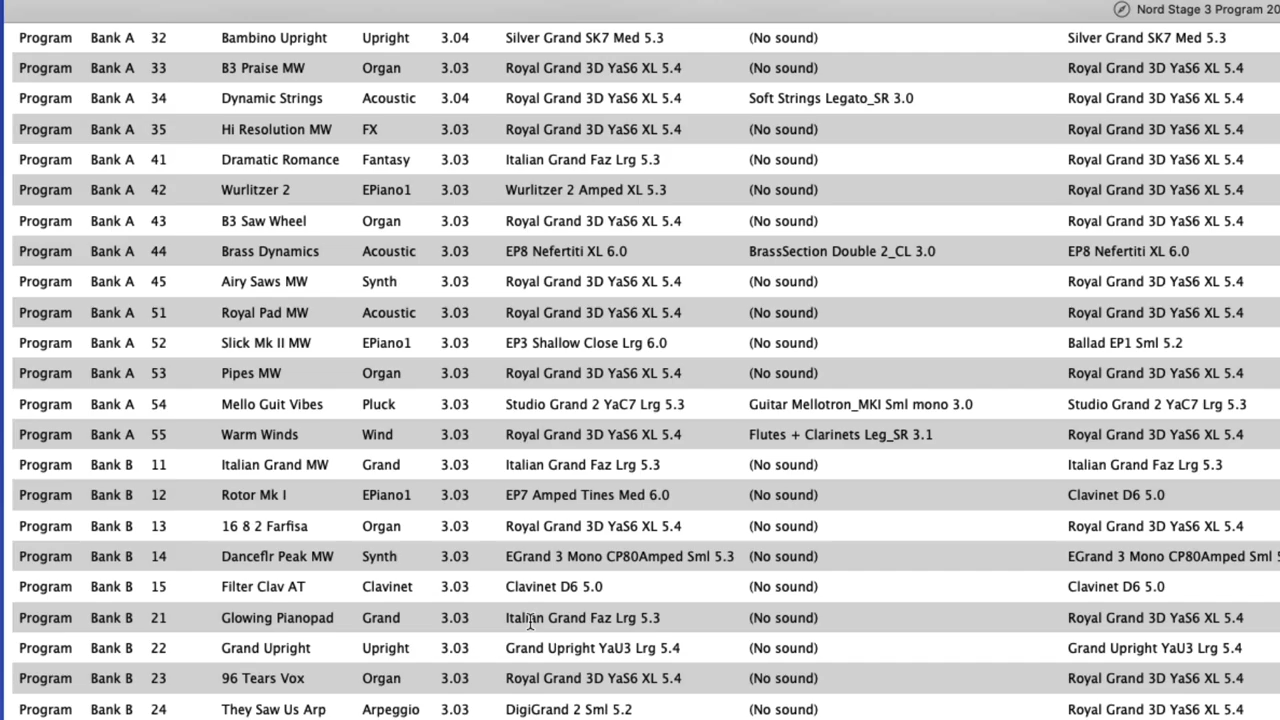 Nord Stage 3 Program 20
Program Bank A 32 Bambino Upright Upright 3.04 Silver Grand SK7 Med 5.3 (No sound) Silver Grand SK7 Med 5.3
Program Bank A 33 B3 Praise MW Organ 3.03 Royal Grand 3D YaS6 XL 5.4 (No sound) Royal Grand 3D YaS6 XL 5.4
Program Bank A 34 Dynamic Strings Acoustic 3.04 Royal Grand 3D YaS6 XL 5.4 Soft Strings Legato_SR 3.0 Royal Grand 3D YaS6 XL 5.4
Program Bank A 35 Hi Resolution MW FX 3.03 Royal Grand 3D YaS6 XL 5.4 (No sound) Royal Grand 3D YaS6 XL 5.4
Program Bank A 41 Dramatic Romance Fantasy 3.03 Italian Grand Faz Lrg 5.3 (No sound) Royal Grand 3D YaS6 XL 5.4
Program Bank A 42 Wurlitzer 2 EPiano1 3.03 Wurlitzer 2 Amped XL 5.3 (No sound) Royal Grand 3D YaS6 XL 5.4
Program Bank A 43 B3 Saw Wheel Organ 3.03 Royal Grand 3D YaS6 XL 5.4 (No sound) Royal Grand 3D YaS6 XL 5.4
Program Bank A 44 Brass Dynamics Acoustic 3.03 EP8 Nefertiti XL 6.0 BrassSection Double 2_CL 3.0 EP8 Nefertiti XL 6.0
Program Bank A 45 Airy Saws MW Synth 3.03 Royal Grand 3D YaS6 XL 5.4 (No sound) Royal Grand 3D YaS6 XL 5.4
Program Bank A 51 Royal Pad MW Acoustic 3.03 Royal Grand 3D YaS6 XL 5.4 (No sound) Royal Grand 3D YaS6 XL 5.4
Program Bank A 52 Slick Mk II MW EPiano1 3.03 EP3 Shallow Close Lrg 6.0 (No sound) Ballad EP1 Sml 5.2
Program Bank A 53 Pipes MW Organ 3.03 Royal Grand 3D YaS6 XL 5.4 (No sound) Royal Grand 3D YaS6 XL 5.4
Program Bank A 54 Mello Guit Vibes Pluck 3.03 Studio Grand 2 YaC7 Lrg 5.3 Guitar Mellotron_MKI Sml mono 3.0 Studio Grand 2 YaC7 Lrg 5.3
Program Bank A 55 Warm Winds Wind 3.03 Royal Grand 3D YaS6 XL 5.4 Flutes + Clarinets Leg_SR 3.1 Royal Grand 3D YaS6 XL 5.4
Program Bank B 11 Italian Grand MW Grand 3.03 Italian Grand Faz Lrg 5.3 (No sound) Italian Grand Faz Lrg 5.3
Program Bank B 12 Rotor Mk I EPiano1 3.03 EP7 Amped Tines Med 6.0 (No sound) Clavinet D6 5.0
Program Bank B 13 16 8 2 Farfisa Organ 3.03 Royal Grand 3D YaS6 XL 5.4 (No sound) Royal Grand 3D YaS6 XL 5.4
Program Bank B 14 Danceflr Peak MW Synth 3.03 EGrand 3 Mono CP80Amped Sml 5.3 (No sound) EGrand 3 Mono CP80Amped Sml 5
Program Bank B 15 Filter Clav AT Clavinet 3.03 Clavinet D6 5.0 (No sound) Clavinet D6 5.0
Program Bank B 21 Glowing Pianopad Grand 3.03 Italian Grand Faz Lrg 5.3 (No sound) Royal Grand 3D YaS6 XL 5.4
Program Bank B 22 Grand Upright Upright 3.03 Grand Upright YaU3 Lrg 5.4 (No sound) Grand Upright YaU3 Lrg 5.4
Program Bank B 23 96 Tears Vox Organ 3.03 Royal Grand 3D YaS6 XL 5.4 (No sound) Royal Grand 3D YaS6 XL 5.4
Program Bank B 24 They Saw Us Arp Arpeggio 3.03 DigiGrand 2 Sml 5.2 (No sound) Royal Grand 3D YaS6 XL 5.4